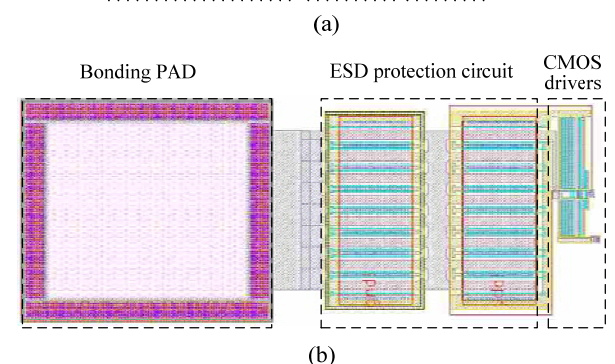 (a)
Bonding PAD
ESD protection circuit
CMOS
drivers
(b)